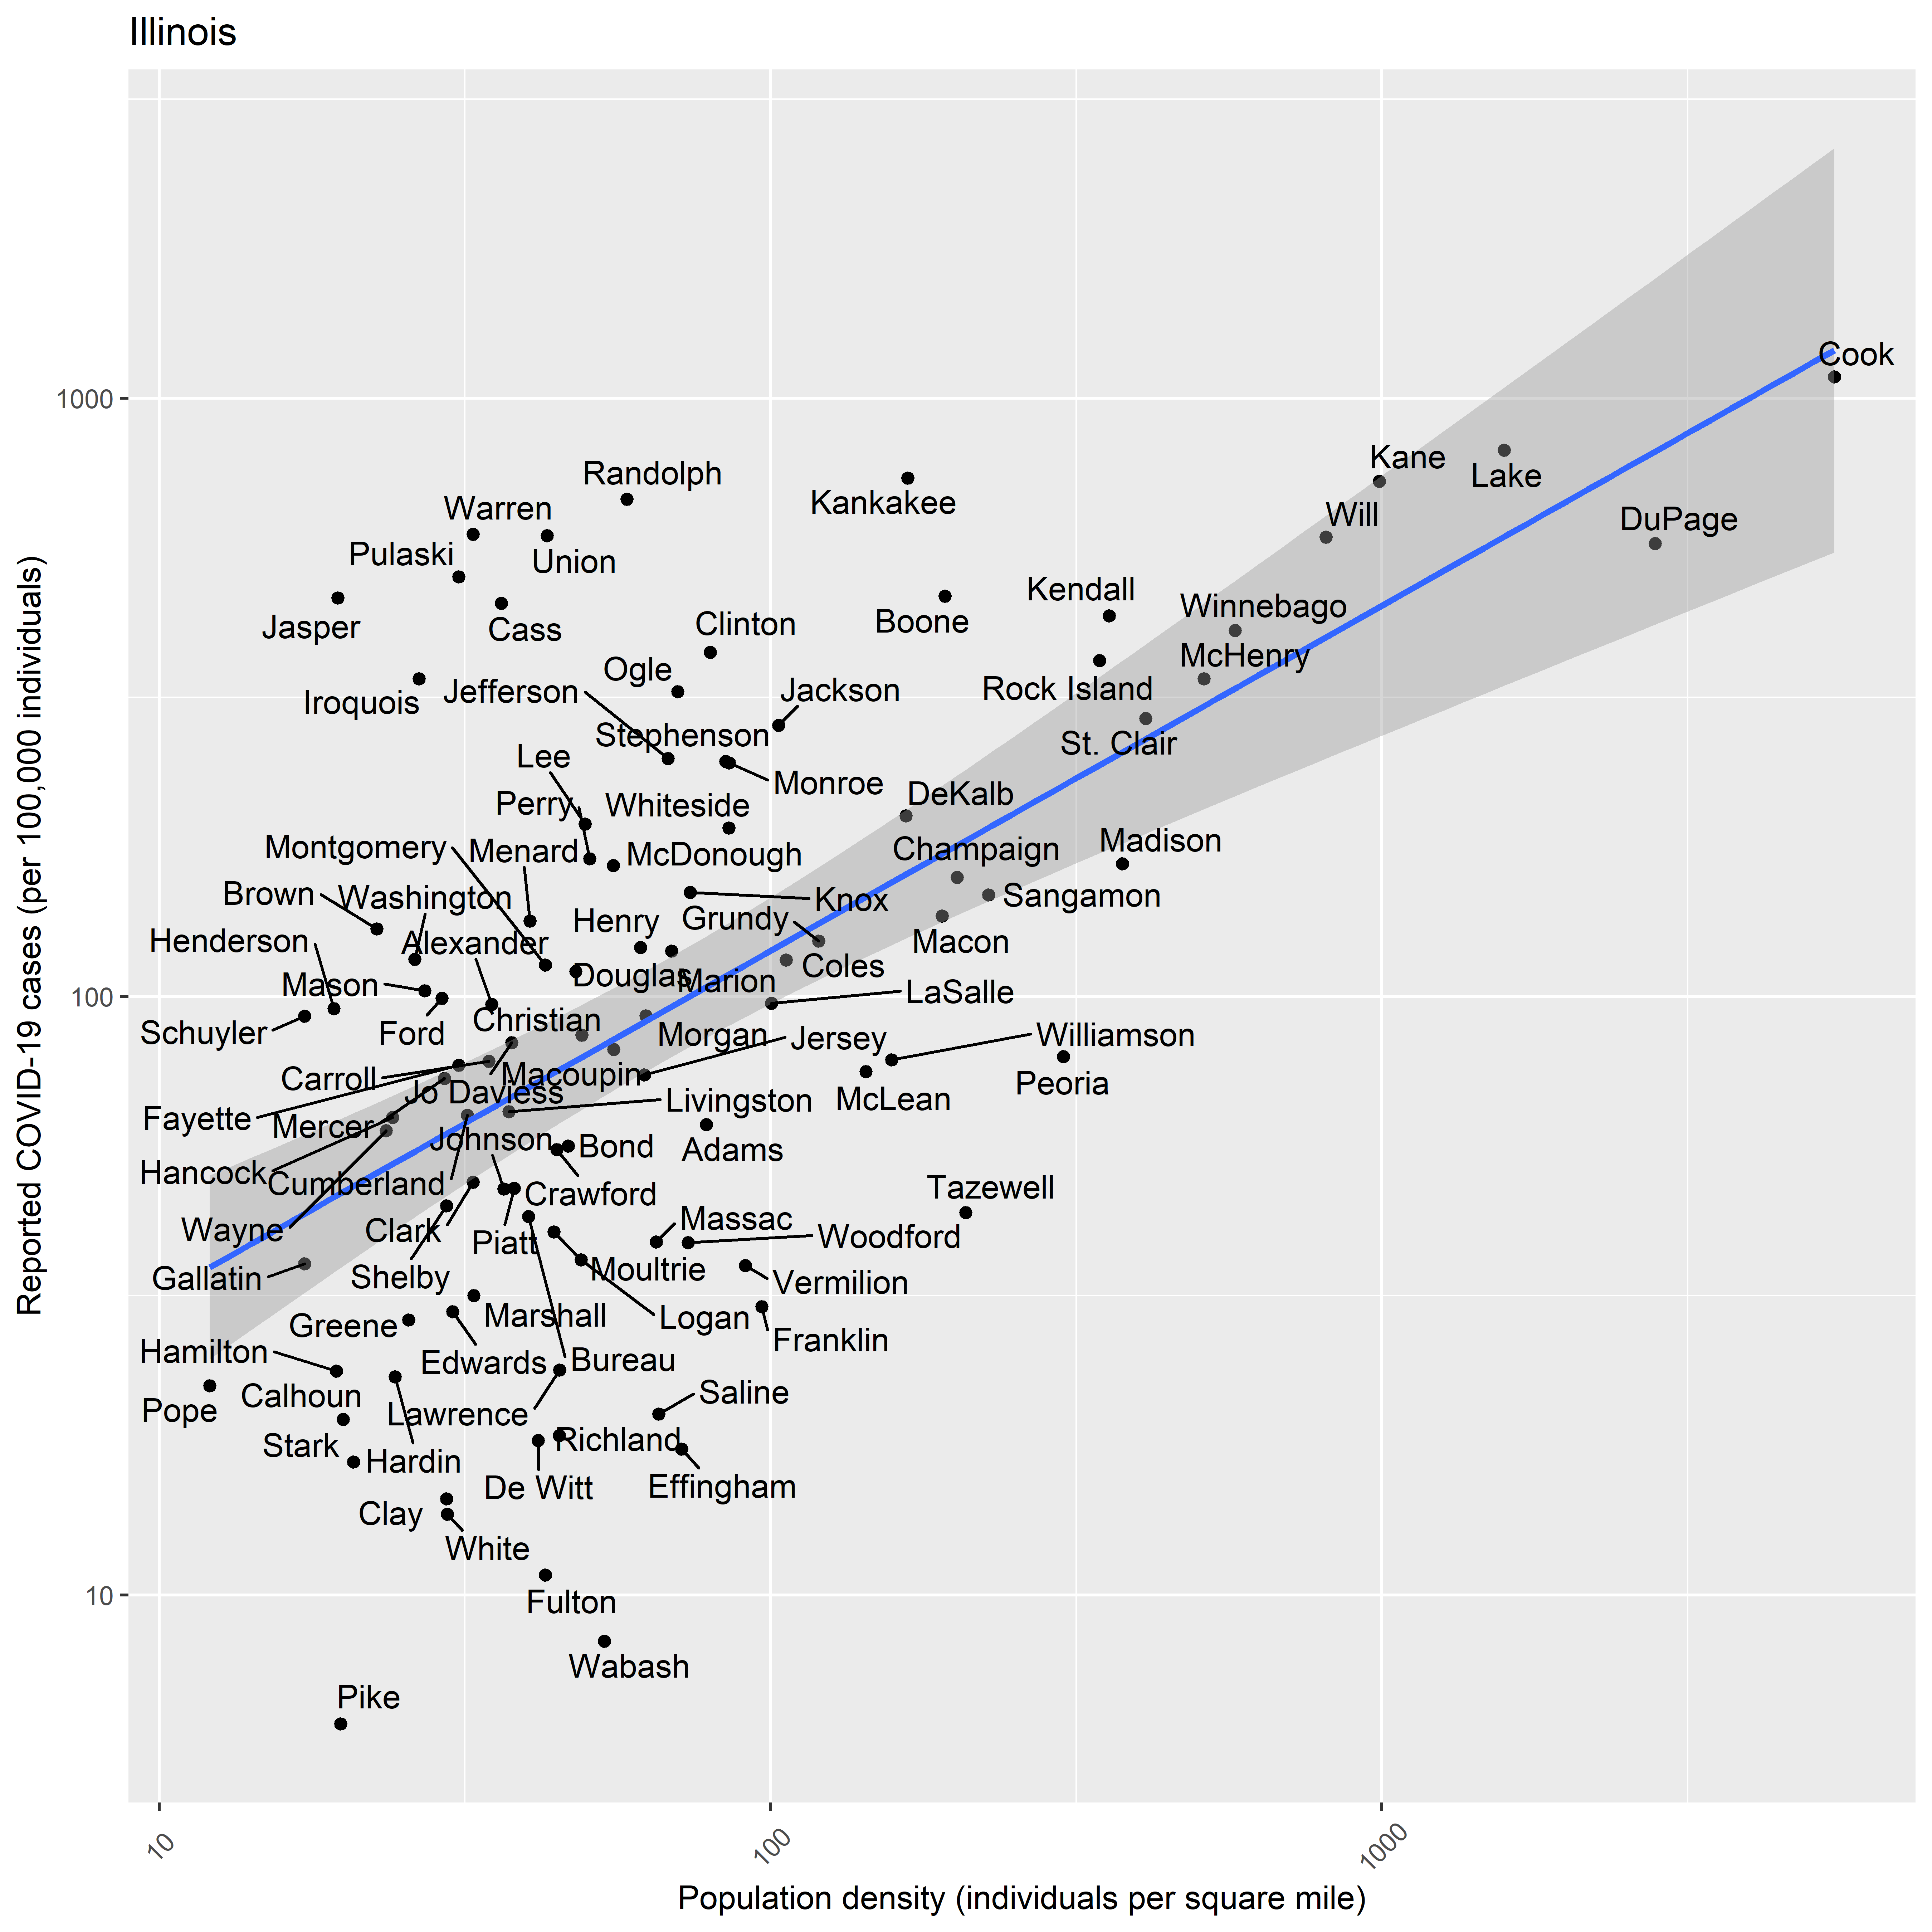 Illinois
Cook
1000
Kane
Randolph
Lake
Kankakee
Warren
Will
DuPage
Pulaski
Union
Kendall
Winnebago
Jasper
Cass
Clinton
Boone
McHenry
Ogle
Iroquois
Jefferson
Jackson
Rock Island
Stephenson
St. Clair
Lee
Monroe
Perry
Whiteside
DeKalb
Montgomery
Menard
McDonough
Champaign
Madison
Brown
Washington
Knox
Sangamon
Henderson
Alexander
Henry
Grundy
Macon
Mason
Douglas
Marion
Coles
100
LaSalle
Schuyler
Ford
Christian
Morgan
Jersey
Williamson
Carroll
Jo Daviess
Macoupin
McLean
Peoria
Fayette
Mercer
Livingston
Johnson
Bond
Adams
Hancock
Cumberland
Crawford
Tazewell
Wayne
Clark
Piatt
Massac
Woodford
Gallatin
Shelby
Moultrie
Vermilion
Greene
Marshall
Logan
Franklin
Hamilton
Edwards
Bureau
Pope
Calhoun
Lawrence
Saline
Stark
Hardin
Richland
De Witt
Effingham
Clay
White
10
Fulton
Wabash
Pike
Reported COVID-19 cases (per 100,000 individuals)
10
100
1000
Population density (individuals per square mile)